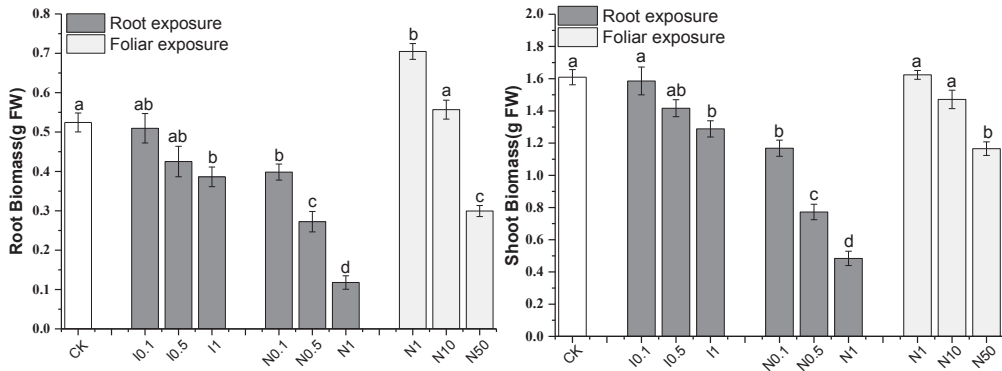 Root exposure
Foliar exposure
Root Biomass(g FW)
0.8
0.7
0.6
0.5
0.4
0.3
0.2
0.1
0.0
a
ab
ab
b
b
c
d
b
a
c
CK
I0.1
I0.5
I1
N0.1
N0.5
N1
N1
N10
N50
Root exposure
Foliar exposure
Shoot Biomass(g FW)
2.0
1.8
1.6
1.4
1.2
1.0
0.8
0.6
0.4
0.2
0.0
a
a
ab
b
b
c
d
a
a
b
CK
I0.1
I0.5
I1
N0.1
N0.5
N1
N1
N10
N50